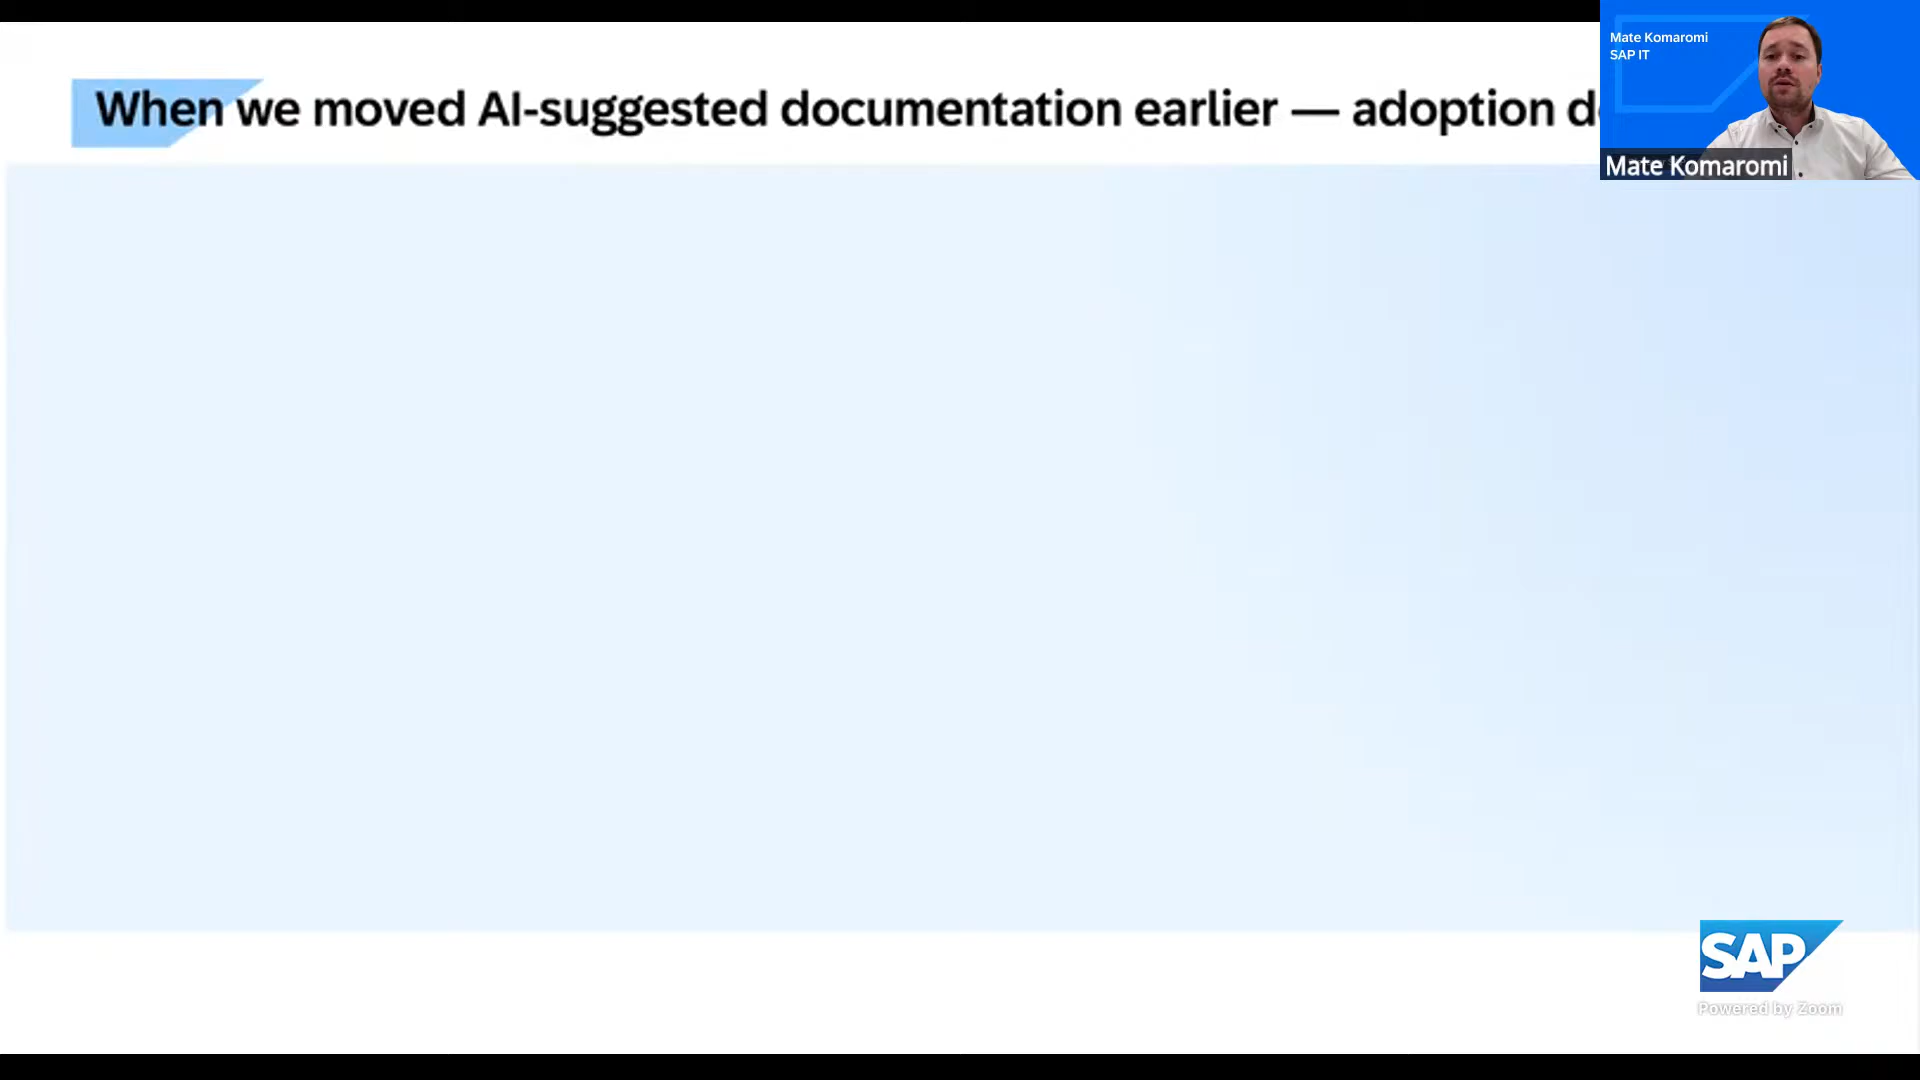 When we moved AI-suggested documentation earlier — adoption d
Mate Komaromi
SAP IT
Mate Komaromi
SAP
Powered by Zoom